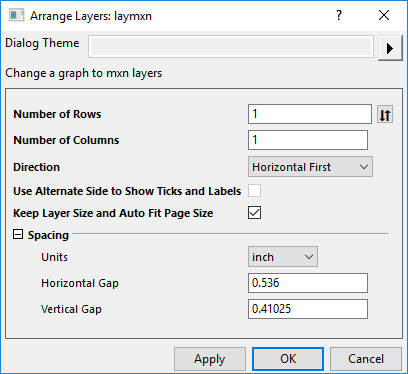 Arrange Layers: laymxn
Dialog Theme
Change a graph to mxn layers
Number of Rows 1
Number of Columns 1
Direction Horizontal First
Use Alternate Side to Show Ticks and Labels
Keep Layer Size and Auto Fit Page Size
Spacing
Units inch
Horizontal Gap 0.536
Vertical Gap 0.41025
Apply OK Cancel